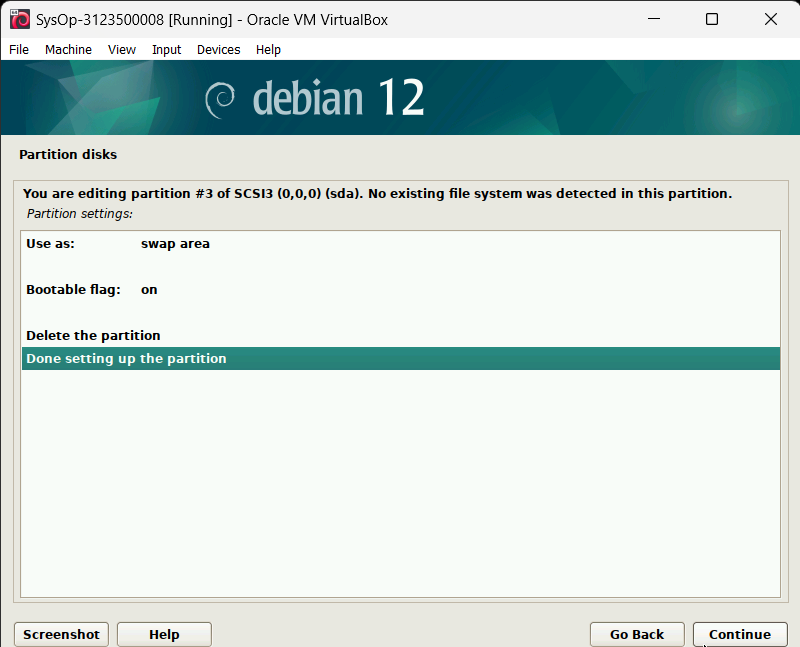 SysOp-3123500008 [Running] - Oracle VM VirtualBox
File Machine View Input Devices Help
debian 12
Partition disks
You are editing partition #3 of SCSI3 (0,0,0) (sda). No existing file system was detected in this partition.
Partition settings:
Use as: swap area
Bootable flag: on
Delete the partition
Done setting up the partition
Screenshot Help Go Back Continue